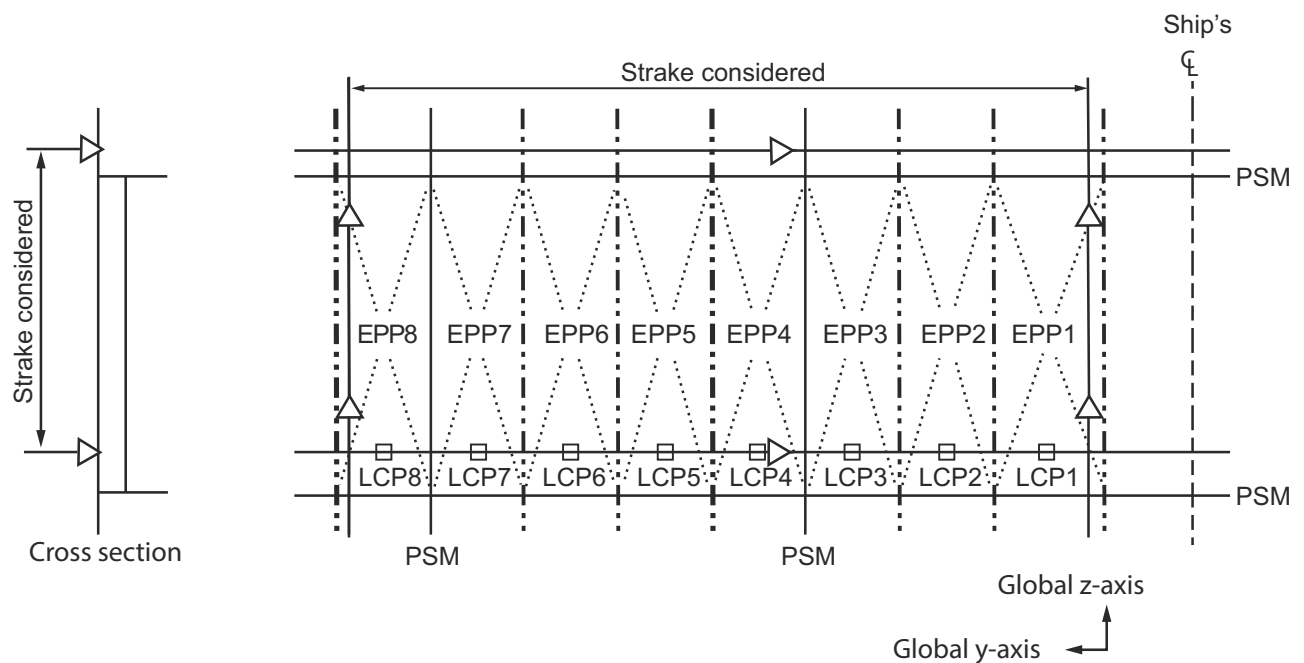 Ship's
℄
Strake considered
Strake considered
PSM
EPP8 EPP7 EPP6 EPP5 EPP4 EPP3 EPP2 EPP1
LCP8 LCP7 LCP6 LCP5 LCP4 LCP3 LCP2 LCP1
PSM
Cross section
PSM PSM
Global z-axis
Global y-axis